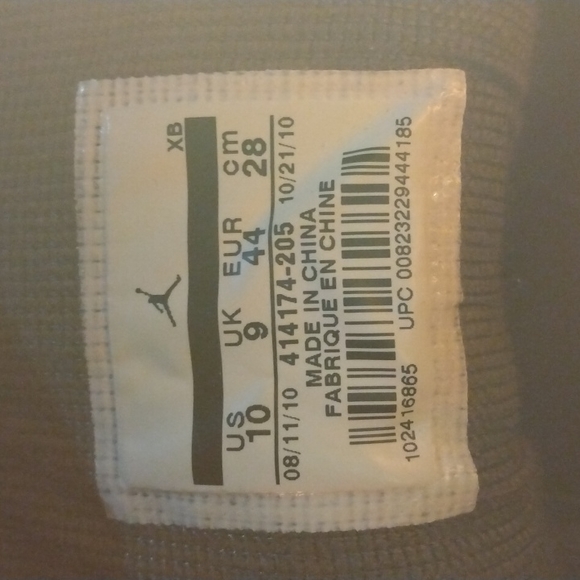 XB
US UK EUR cm
10 9 44 28
08/11/10 414174-205 10/21/10
MADE IN CHINA
FABRIQUE EN CHINE
102416865 UPC 00823229444185